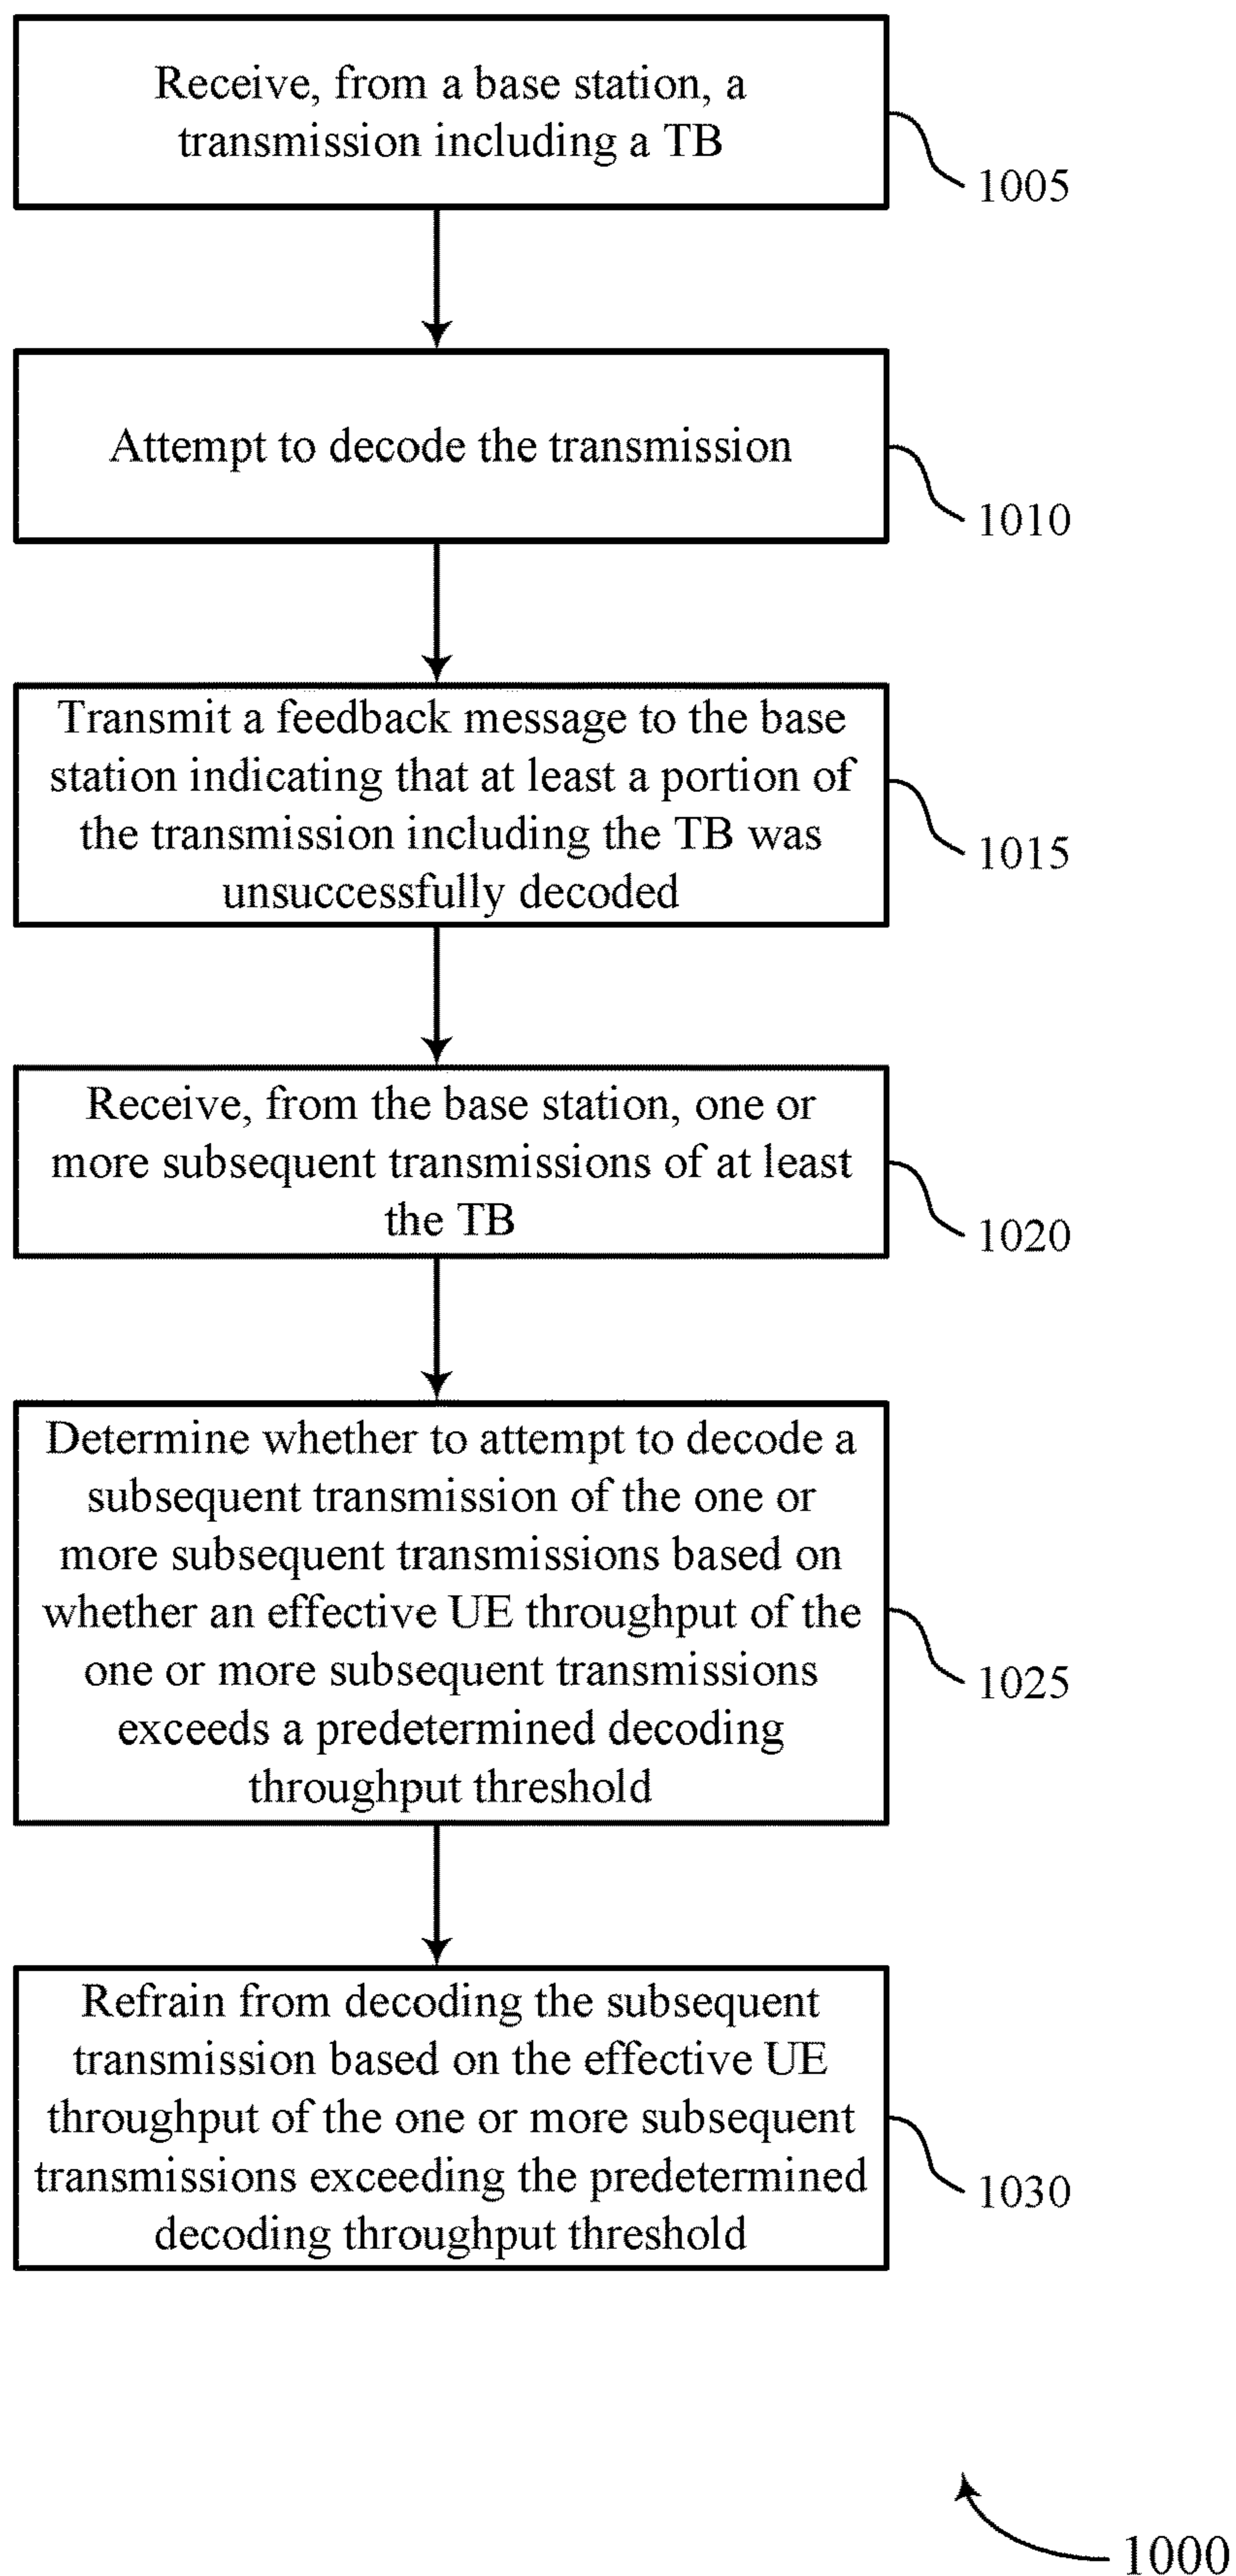 Receive, from a base station, a
transmission including a TB
1005
Attempt to decode the transmission
1010
Transmit a feedback message to the base
station indicating that at least a portion of
the transmission including the TB was
unsuccessfully decoded
1015
Receive, from the base station, one or
more subsequent transmissions of at least
the TB
1020
Determine whether to attempt to decode a
subsequent transmission of the one or
more subsequent transmissions based on
whether an effective UE throughput of the
one or more subsequent transmissions
exceeds a predetermined decoding
throughput threshold
1025
Refrain from decoding the subsequent
transmission based on the effective UE
throughput of the one or more subsequent
transmissions exceeding the predetermined
decoding throughput threshold
1030
1000